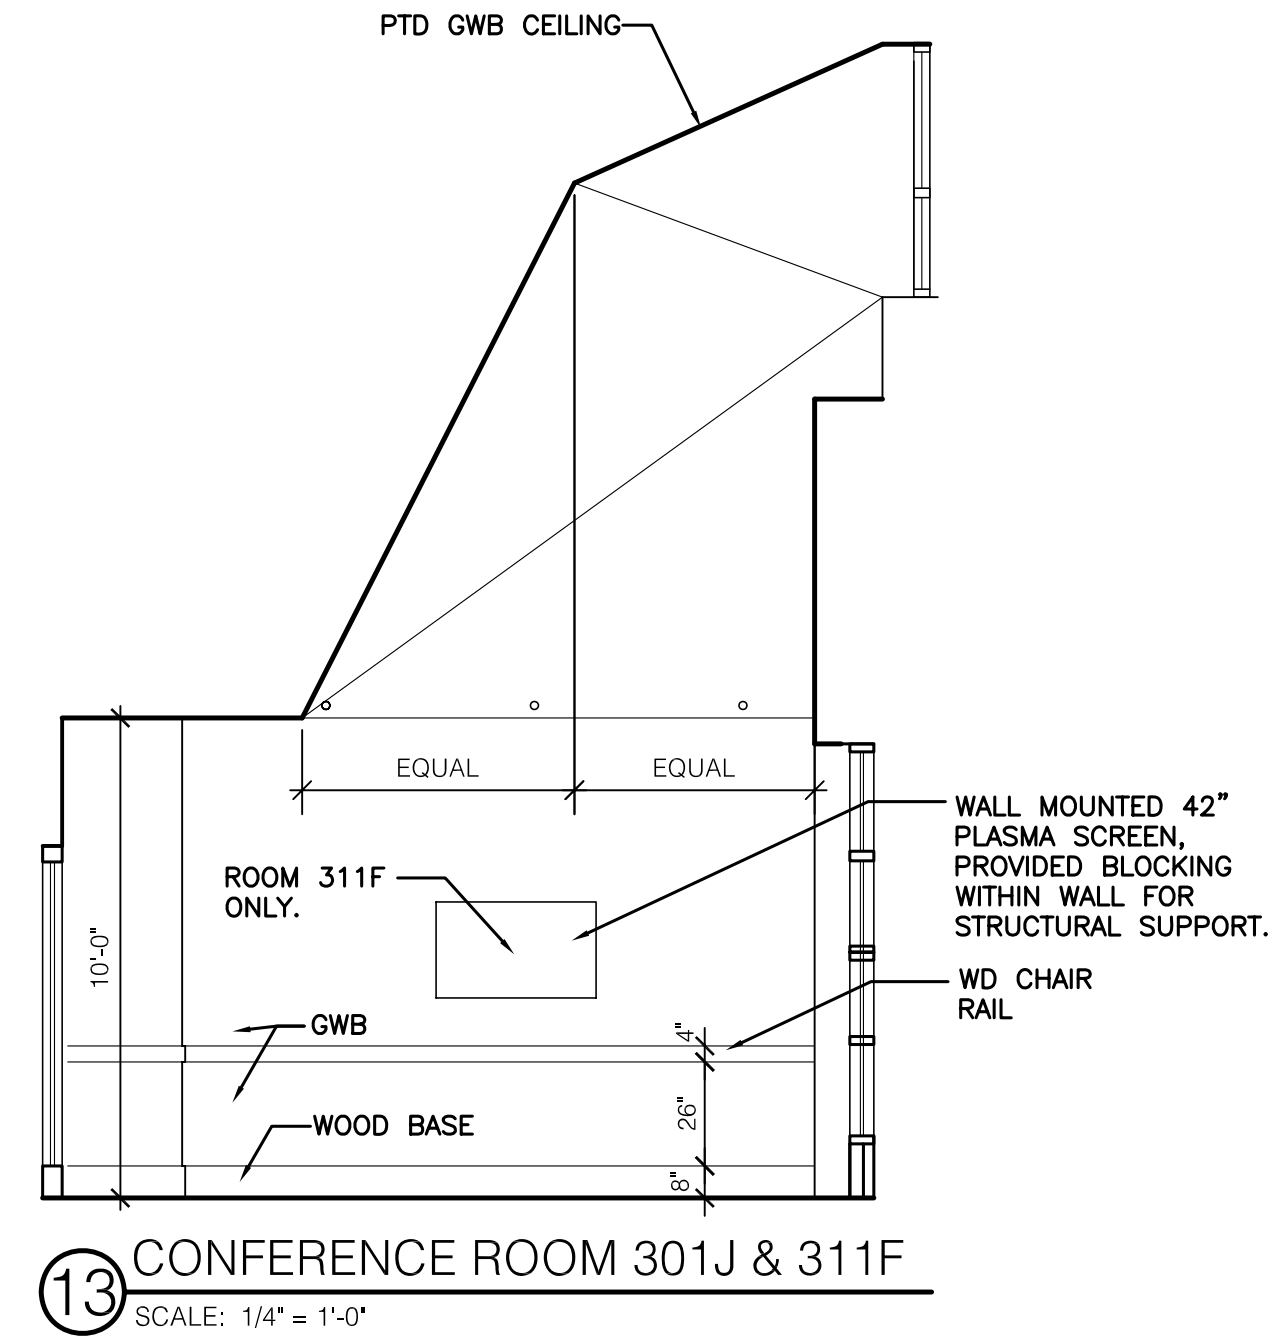 PTD GWB CEILING
EQUAL
EQUAL
WALL MOUNTED 42”
PLASMA SCREEN,
PROVIDED BLOCKING
WITHIN WALL FOR
STRUCTURAL SUPPORT.
ROOM 311F
ONLY.
10'-0"
WD CHAIR
RAIL
GWB
4"
26"
WOOD BASE
8"
13
CONFERENCE ROOM 301J & 311F
SCALE: 1/4" = 1'-0"